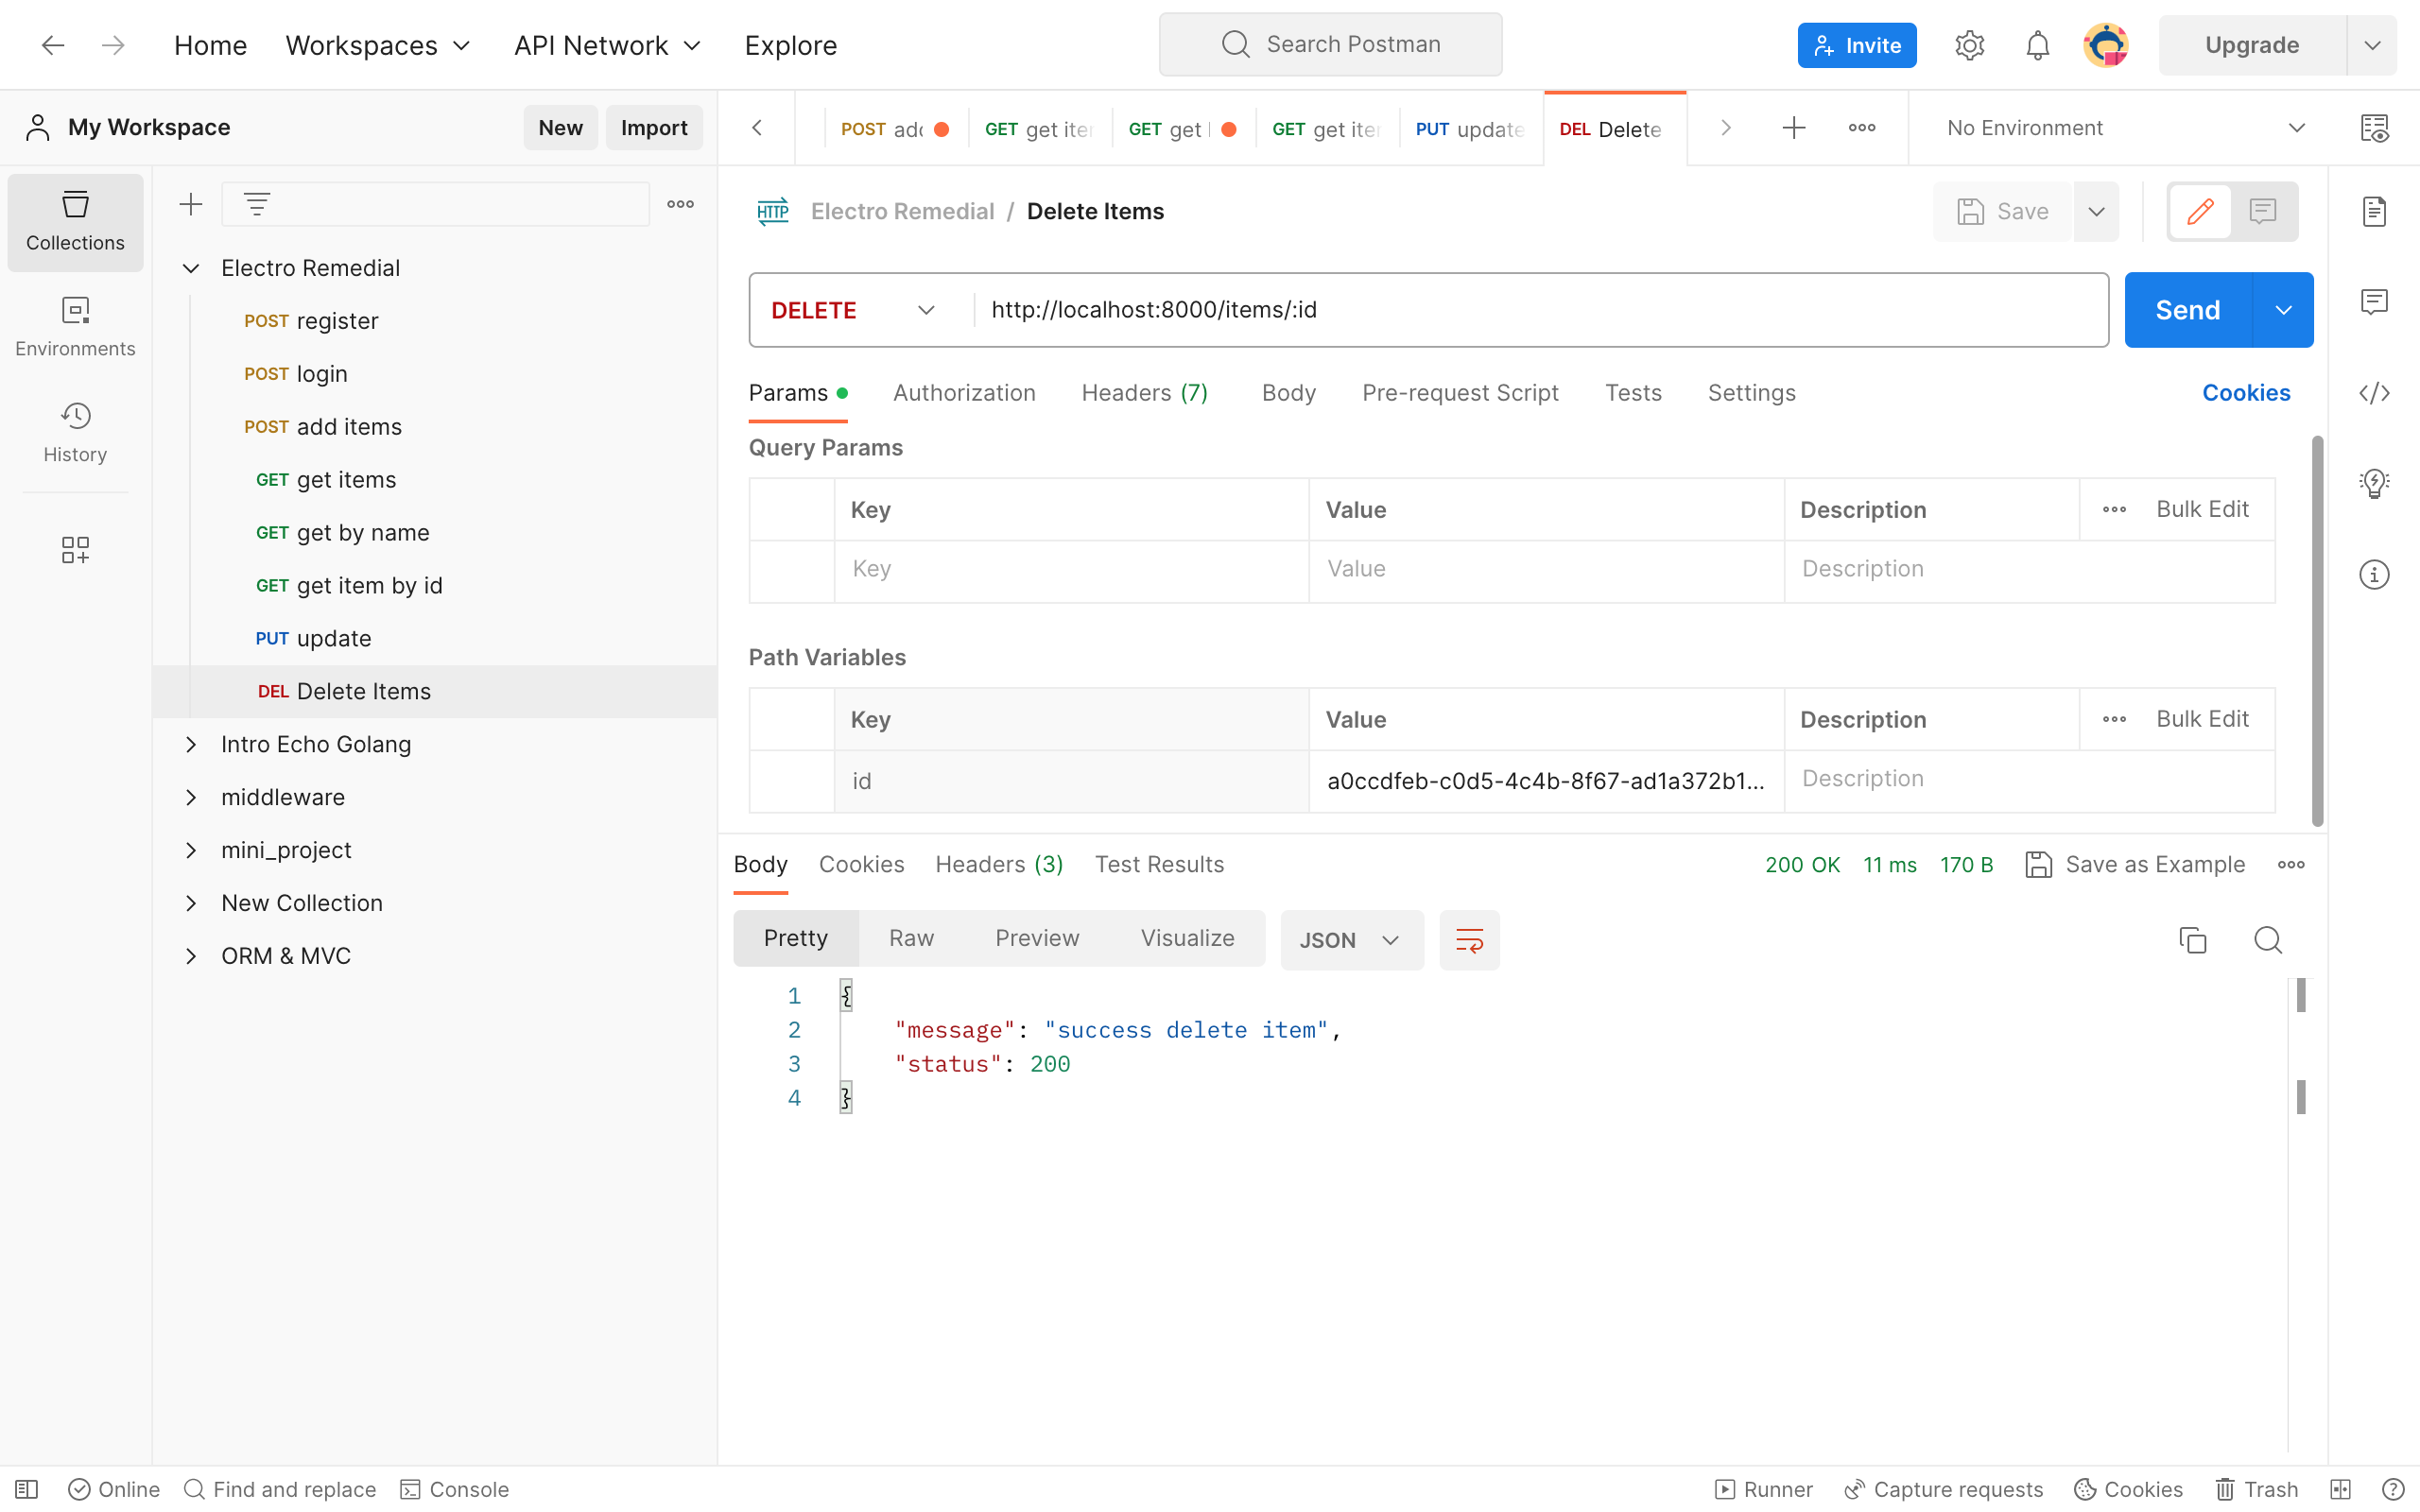 Home Workspaces API Network Explore Search Postman Invite Upgrade
My Workspace New Import
POST adc GET get iter GET get GET get iter PUT update DEL Delete No Environment
Collections
Environments
History
Electro Remedial
POST register
POST login
POST add items
GET get items
GET get by name
GET get item by id
PUT update
DEL Delete Items
Intro Echo Golang
middleware
mini_project
New Collection
ORM & MVC
HTTP Electro Remedial / Delete Items Save
DELETE http://localhost:8000/items/:id Send
Params Authorization Headers (7) Body Pre-request Script Tests Settings Cookies
Query Params
Key Value Description Bulk Edit
Key Value Description
Path Variables
Key Value Description Bulk Edit
id a0ccdfeb-c0d5-4c4b-8f67-ad1a372b1... Description
Body Cookies Headers (3) Test Results 200 OK 11 ms 170 B Save as Example
Pretty Raw Preview Visualize JSON
1 {
2 "message": "success delete item",
3 "status": 200
4 }
Online Find and replace Console Runner Capture requests Cookies Trash